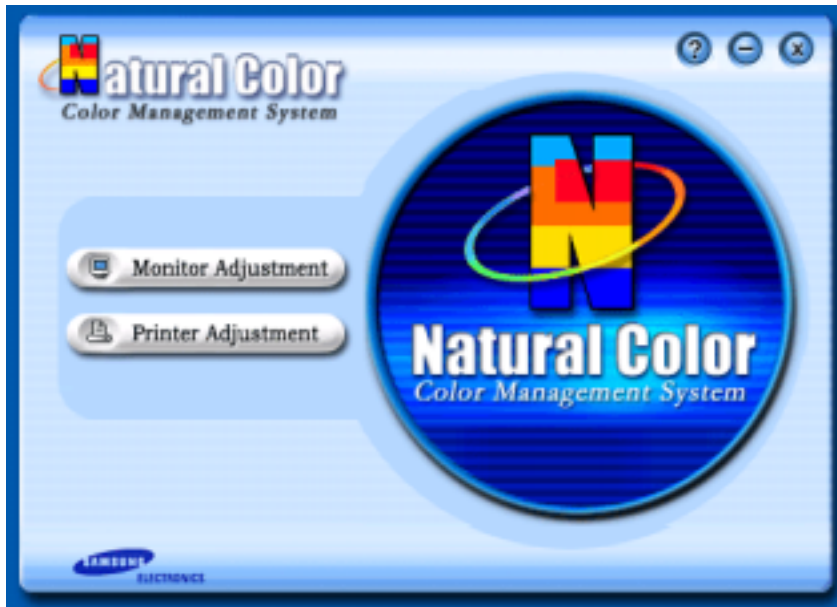 Natural Color
Color Management System
?
Monitor Adjustment
Printer Adjustment
N
Natural Color
Color Management System
SAMSUNG
ELECTRONICS